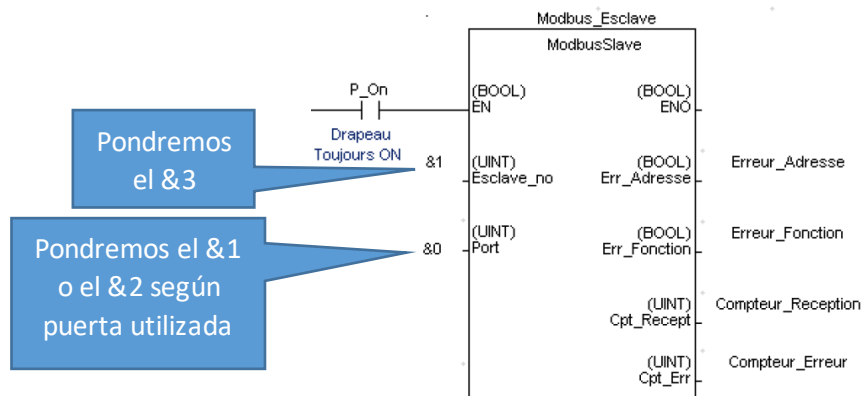 Modbus_Esclave
ModbusSlave
P_On
(BOOL)
EN
(BOOL)
ENO
Drapeau
Toujours ON
Pondremos
el &3
&1
(UINT)
Esclave_no
(BOOL)
Err_Adresse
Erreur_Adresse
Pondremos el &1
o el &2 según
puerta utilizada
&0
(UINT)
Port
(BOOL)
Err_Fonction
Erreur_Fonction
(UINT)
Cpt_Recept
Compteur_Reception
(UINT)
Cpt_Err
Compteur_Erreur